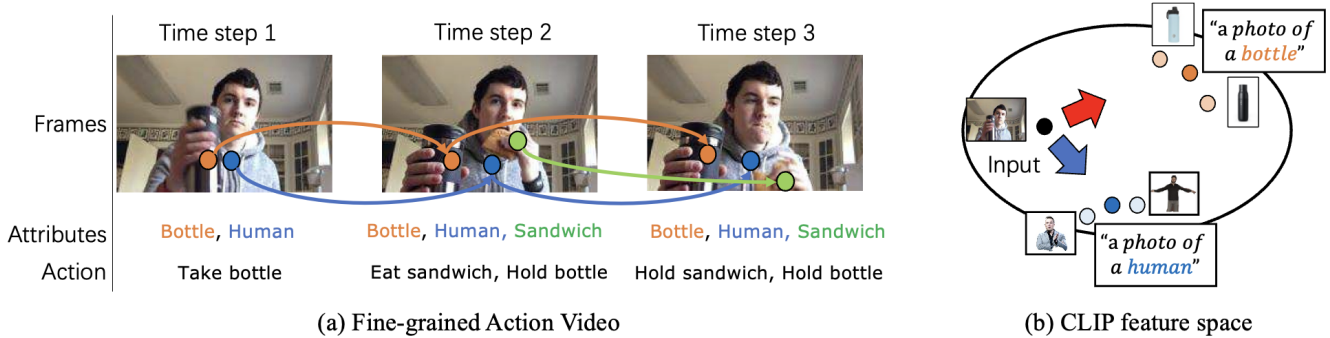 Time step 1
Time step 2
Time step 3
Frames
Attributes
Bottle, Human
Bottle, Human, Sandwich
Bottle, Human, Sandwich
Action
Take bottle
Eat sandwich, Hold bottle
Hold sandwich, Hold bottle
(a) Fine-grained Action Video
"a photo of
a bottle"
Input
"a photo of
a human"
(b) CLIP feature space